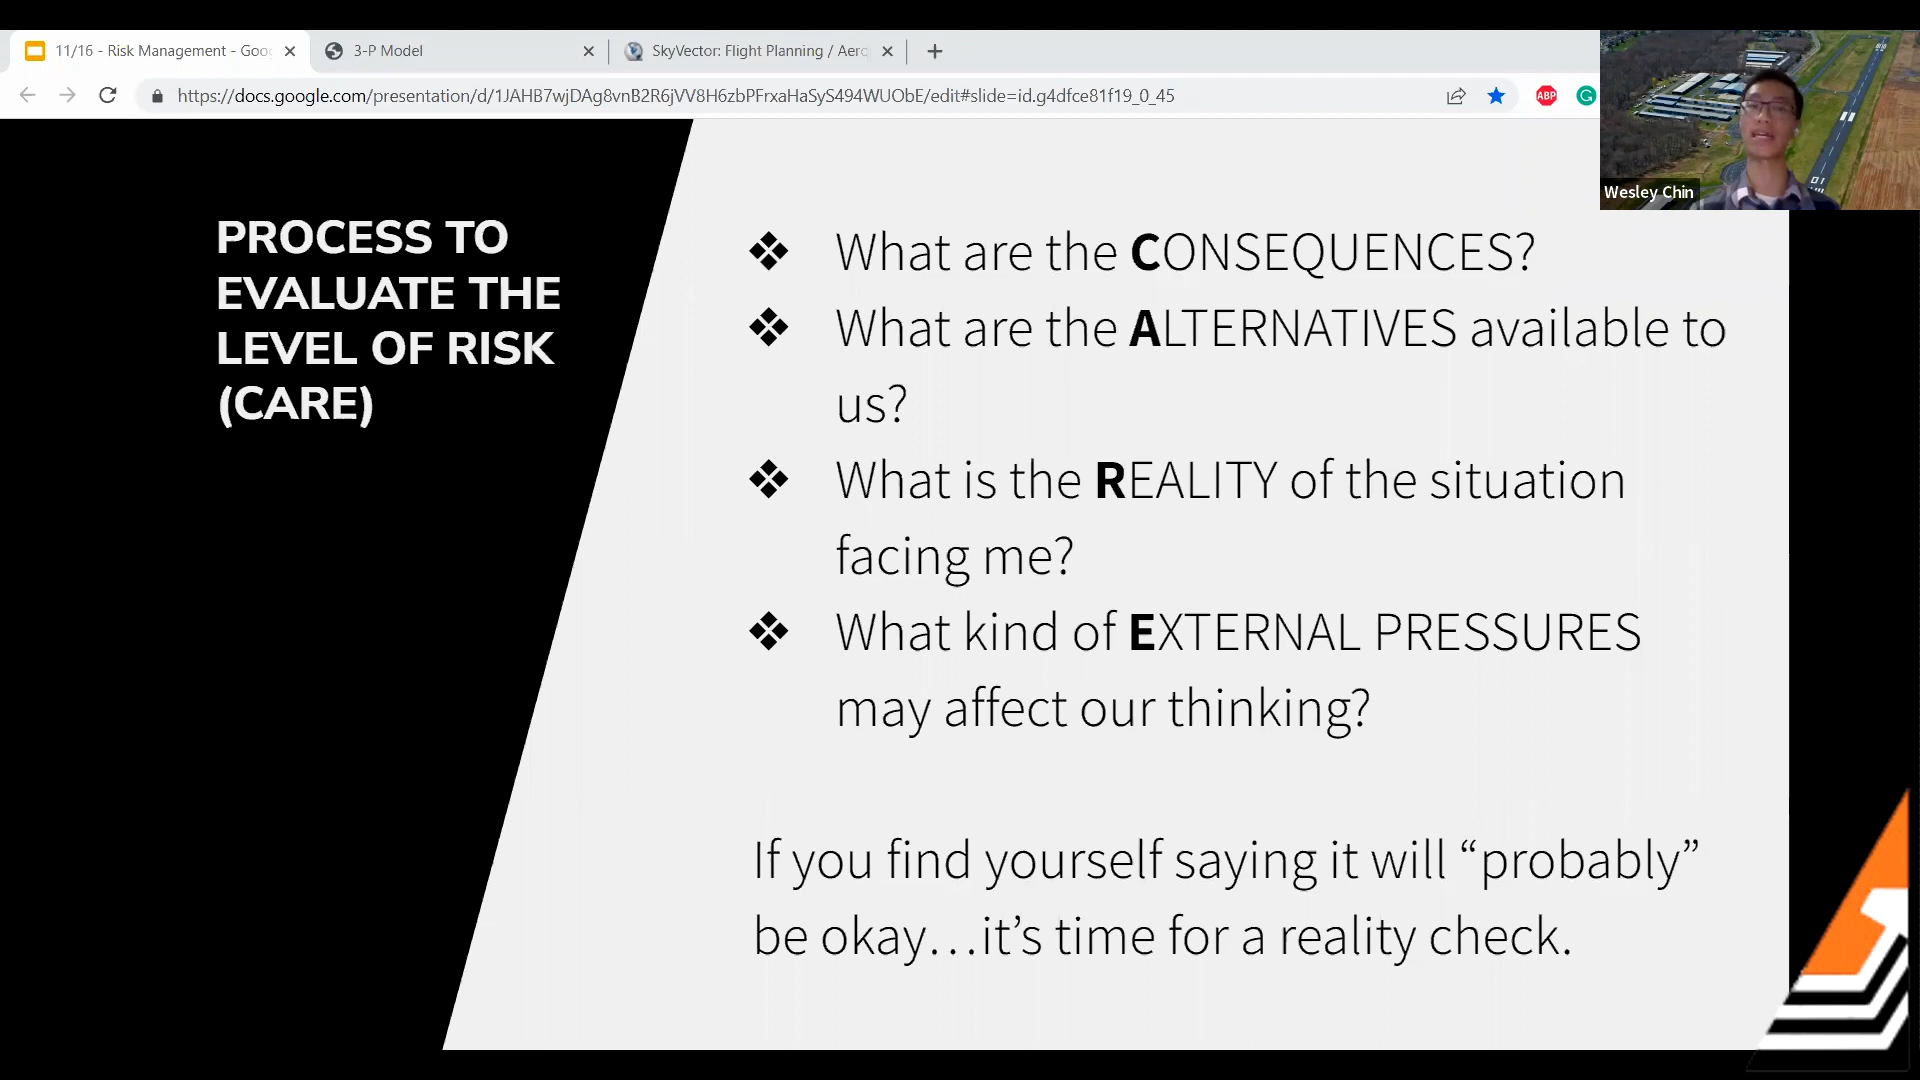 11/16 - Risk Management - Goo
3-P Model
SkyVector: Flight Planning / Aero
https://docs.google.com/presentation/d/1JAHB7wjDAg8vnB2R6jVV8H6zbPFrxaHaSyS494WUObE/edit#slide=id.g4dfce81f19_0_45
ABP
G
01
Wesley Chin
PROCESS TO
EVALUATE THE
LEVEL OF RISK
(CARE)
❖ What are the CONSEQUENCES?
❖ What are the ALTERNATIVES available to
us?
❖ What is the REALITY of the situation
facing me?
❖ What kind of EXTERNAL PRESSURES
may affect our thinking?
If you find yourself saying it will “probably”
be okay…it’s time for a reality check.